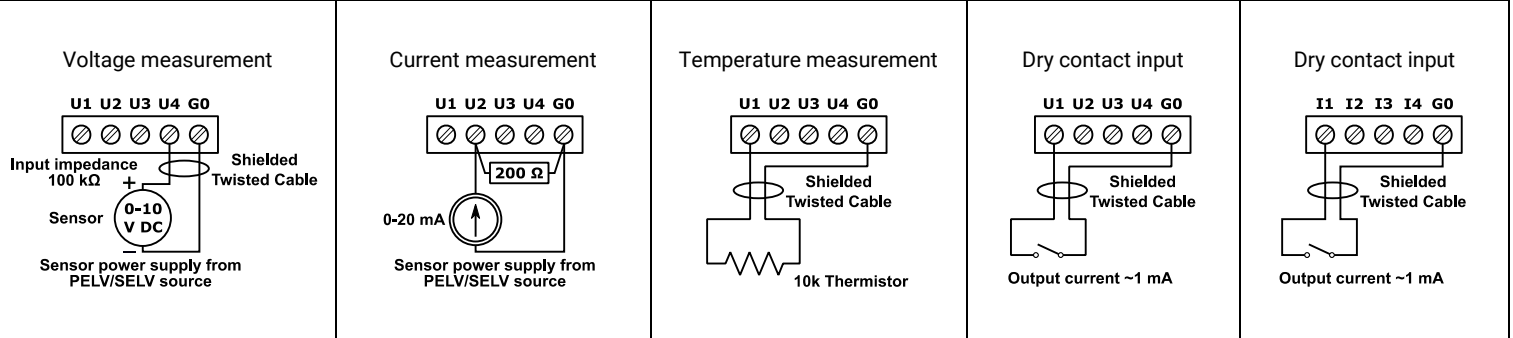 Voltage measurement
U1 U2 U3 U4 G0
Input impedance
100 kΩ
Shielded
Twisted Cable
+
Sensor
0-10
V DC
–
Sensor power supply from
PELV/SELV source
Current measurement
U1 U2 U3 U4 G0
200 Ω
0-20 mA
Sensor power supply from
PELV/SELV source
Temperature measurement
U1 U2 U3 U4 G0
Shielded
Twisted Cable
10k Thermistor
Dry contact input
U1 U2 U3 U4 G0
Shielded
Twisted Cable
Output current ~1 mA
Dry contact input
I1 I2 I3 I4 G0
Shielded
Twisted Cable
Output current ~1 mA